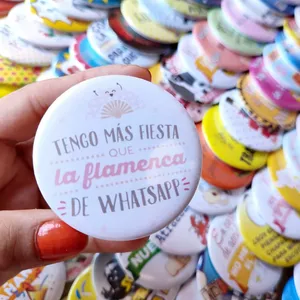 TENGO MÁS FIESTA
QUE
la flamenca
DE WHATSAPP